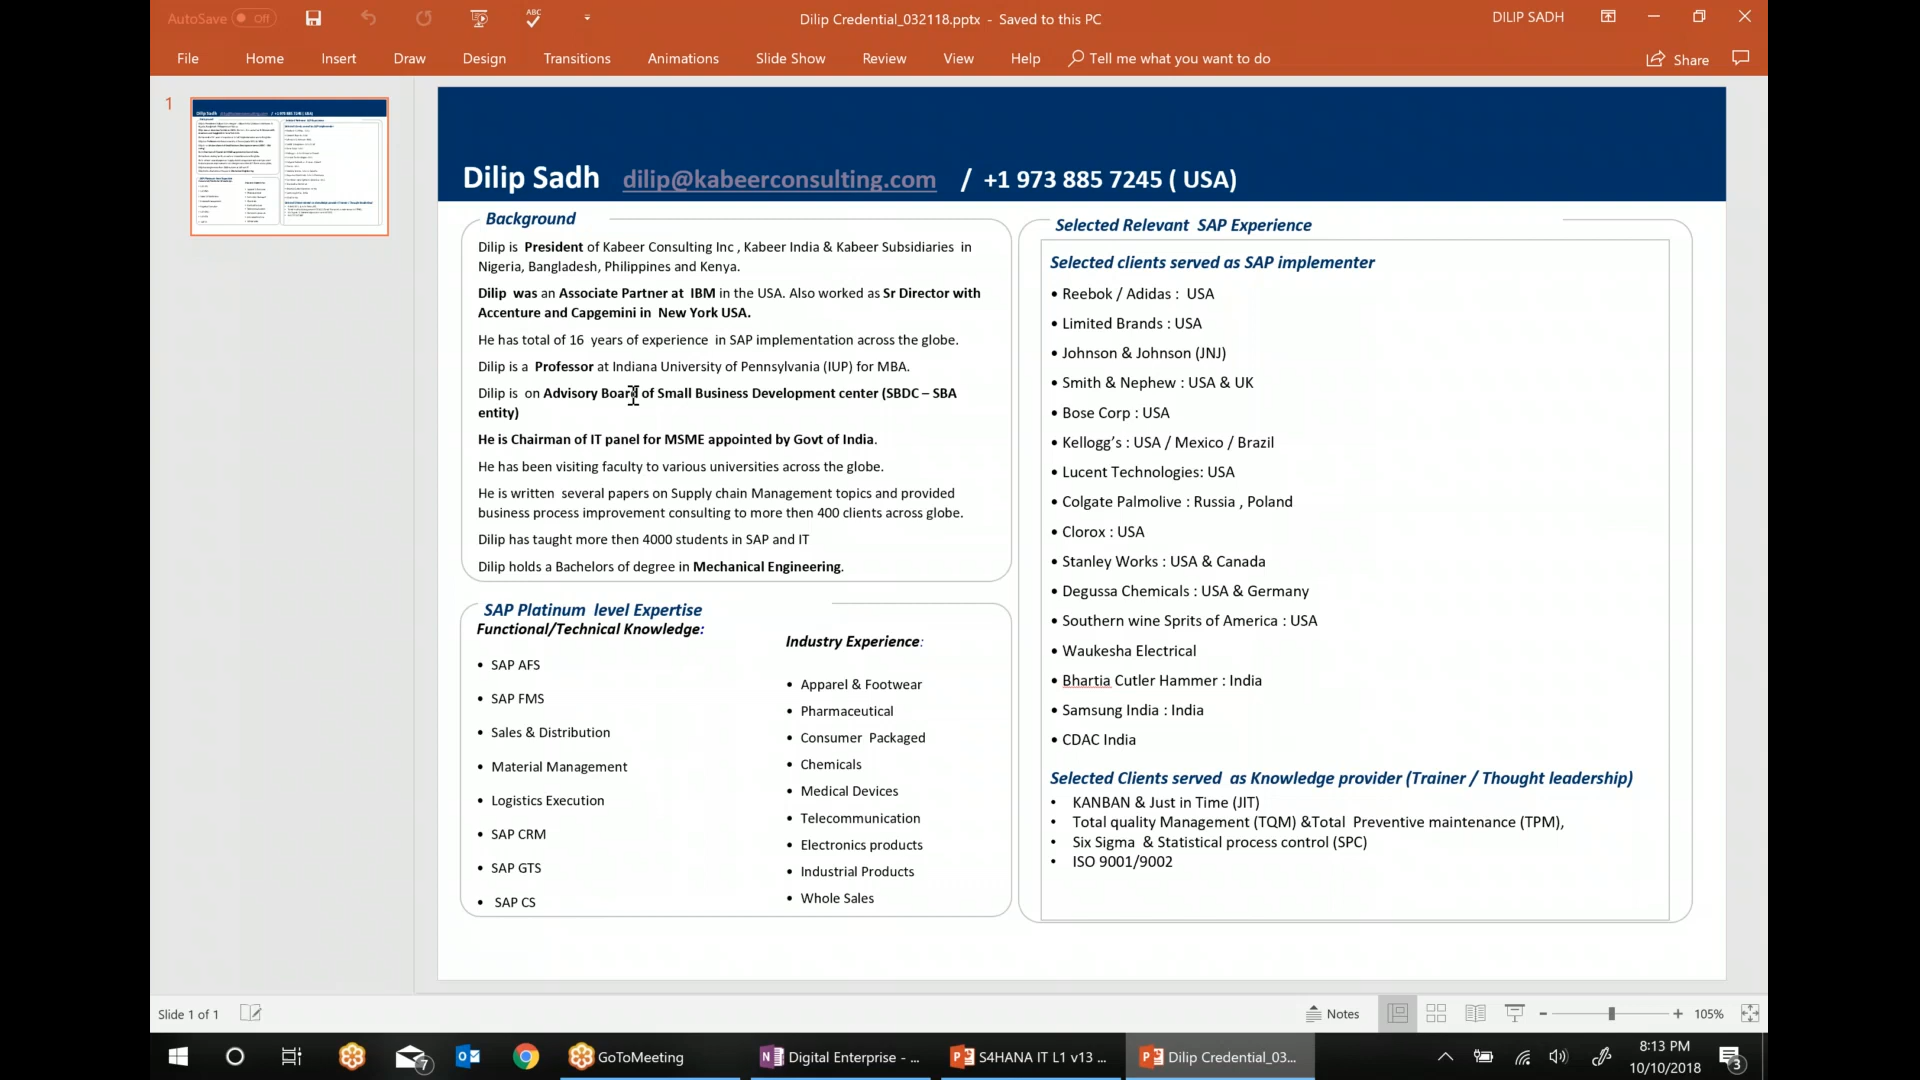 AutoSave Off
ABC
Dilip Credential_032118.pptx - Saved to this PC
DILIP SADH
File Home Insert Draw Design Transitions Animations Slide Show Review View Help Tell me what you want to do
Share
1
Dilip Sadh dilip@kabeerconsulting.com / +1 973 885 7245 ( USA)
Background
Dilip is President of Kabeer Consulting Inc , Kabeer India & Kabeer Subsidiaries in
Nigeria, Bangladesh, Philippines and Kenya.
Dilip was an Associate Partner at IBM in the USA. Also worked as Sr Director with
Accenture and Capgemini in New York USA.
He has total of 16 years of experience in SAP implementation across the globe.
Dilip is a Professor at Indiana University of Pennsylvania (IUP) for MBA.
Dilip is on Advisory Board of Small Business Development center (SBDC – SBA
entity)
He is Chairman of IT panel for MSME appointed by Govt of India.
He has been visiting faculty to various universities across the globe.
He is written several papers on Supply chain Management topics and provided
business process improvement consulting to more then 400 clients across globe.
Dilip has taught more then 4000 students in SAP and IT
Dilip holds a Bachelors of degree in Mechanical Engineering.
SAP Platinum level Expertise
Functional/Technical Knowledge:
• SAP AFS
• SAP FMS
• Sales & Distribution
• Material Management
• Logistics Execution
• SAP CRM
• SAP GTS
• SAP CS
Industry Experience:
• Apparel & Footwear
• Pharmaceutical
• Consumer Packaged
• Chemicals
• Medical Devices
• Telecommunication
• Electronics products
• Industrial Products
• Whole Sales
Selected Relevant SAP Experience
Selected clients served as SAP implementer
• Reebok / Adidas : USA
• Limited Brands : USA
• Johnson & Johnson (JNJ)
• Smith & Nephew : USA & UK
• Bose Corp : USA
• Kellogg's : USA / Mexico / Brazil
• Lucent Technologies: USA
• Colgate Palmolive : Russia , Poland
• Clorox : USA
• Stanley Works : USA & Canada
• Degussa Chemicals : USA & Germany
• Southern wine Sprits of America : USA
• Waukesha Electrical
• Bhartia Cutler Hammer : India
• Samsung India : India
• CDAC India
Selected Clients served as Knowledge provider (Trainer / Thought leadership)
• KANBAN & Just in Time (JIT)
• Total quality Management (TQM) &Total Preventive maintenance (TPM),
• Six Sigma & Statistical process control (SPC)
• ISO 9001/9002
Slide 1 of 1
Notes
105%
7
GoToMeeting
Digital Enterprise - ...
S4HANA IT L1 v13 ...
Dilip Credential_03...
8:13 PM
10/10/2018
3